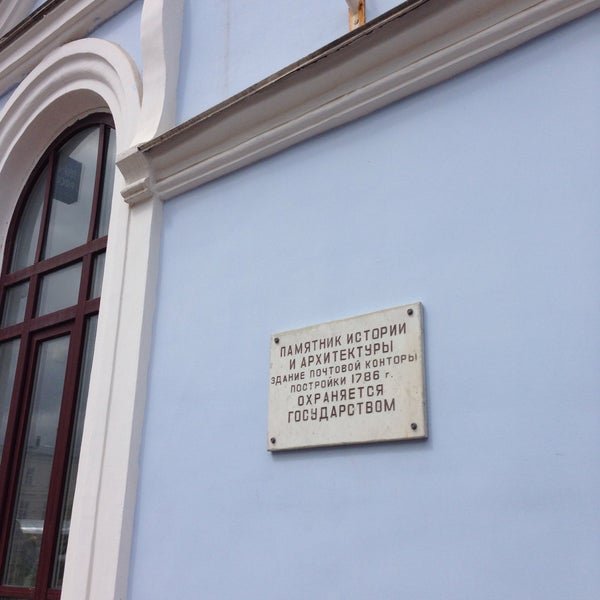 ПАМЯТНИК ИСТОРИИ
И АРХИТЕКТУРЫ
ЗДАНИЕ ПОЧТОВОЙ КОНТОРЫ
ПОСТРОЙКИ 1786 г.
ОХРАНЯЕТСЯ
ГОСУДАРСТВОМ